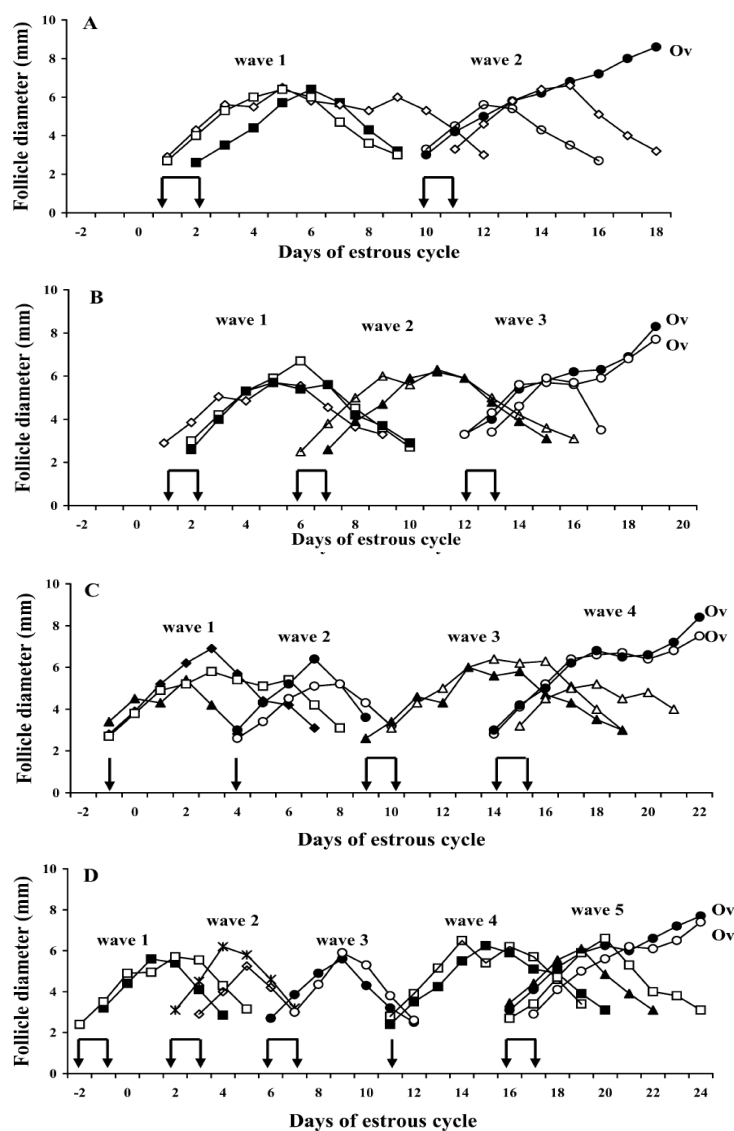 A
10
8
6
4
2
0
Follicle diameter (mm)
wave 1
wave 2
Ov
-2 0 2 4 6 8 10 12 14 16 18
Days of estrous cycle
B
10
8
6
4
2
0
Follicle diameter (mm)
wave 1
wave 2
wave 3
Ov
Ov
-2 0 2 4 6 8 10 12 14 16 18 20
Days of estrous cycle
C
10
8
6
4
2
0
Follicle diameter (mm)
wave 1
wave 2
wave 3
wave 4
Ov
Ov
-2 0 2 4 6 8 10 12 14 16 18 20 22
Days of estrous cycle
D
10
8
6
4
2
0
Follicle diameter (mm)
wave 1
wave 2
wave 3
wave 4
wave 5
Ov
Ov
-2 0 2 4 6 8 10 12 14 16 18 20 22 24
Days of estrous cycle